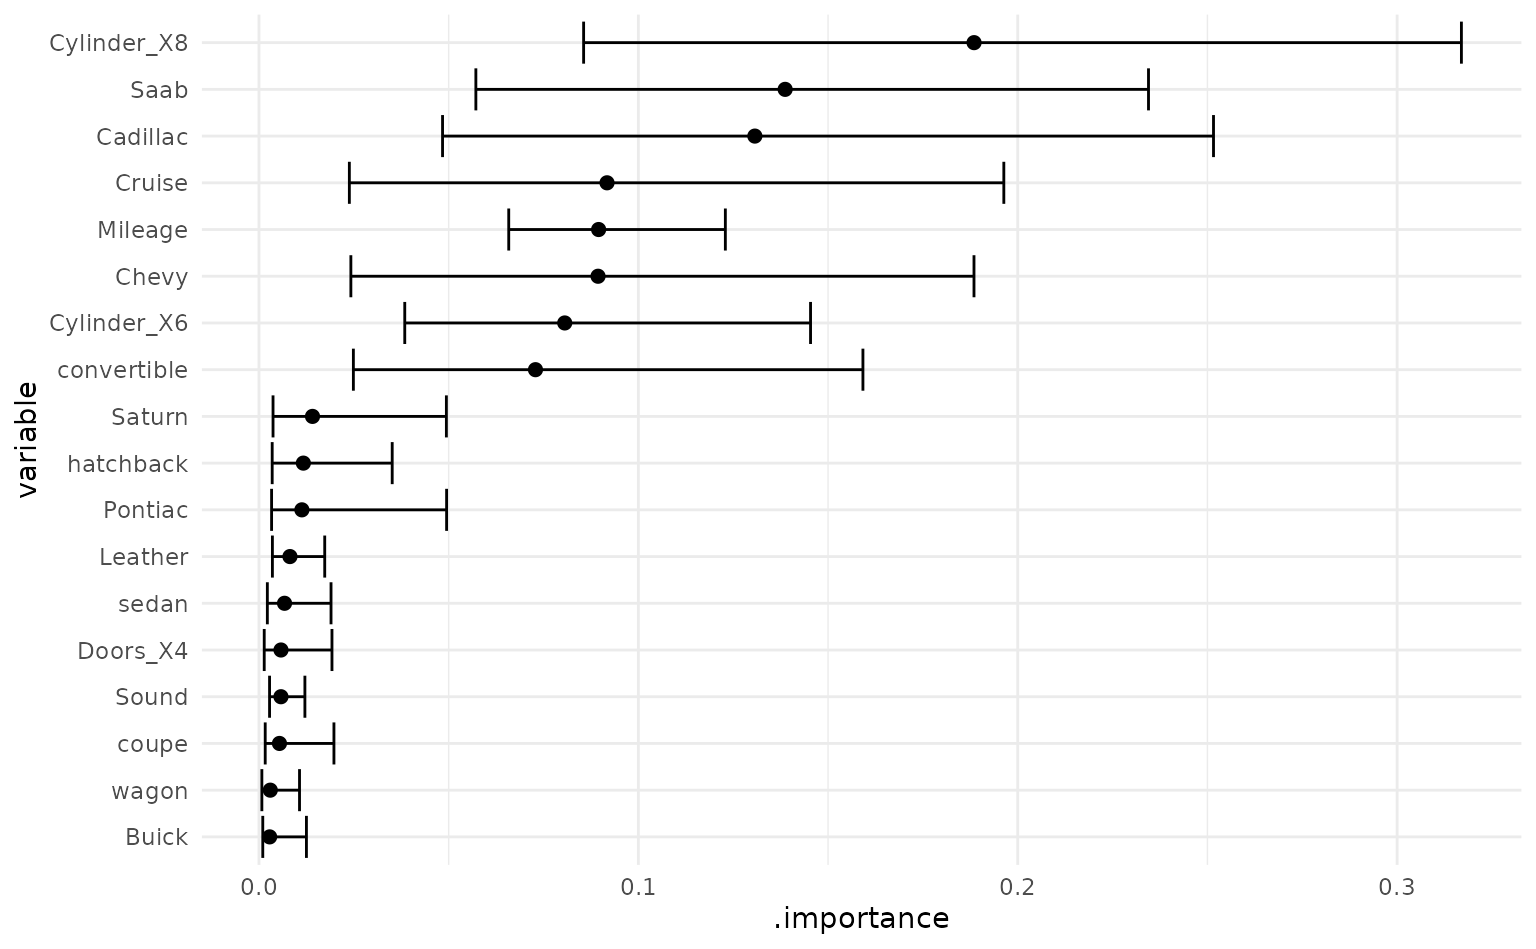 Cylinder_X8
Saab
Cadillac
Cruise
Mileage
Chevy
Cylinder_X6
convertible
Saturn
hatchback
Pontiac
Leather
sedan
Doors_X4
Sound
coupe
wagon
Buick
variable
0.0 0.1 0.2 0.3
.importance